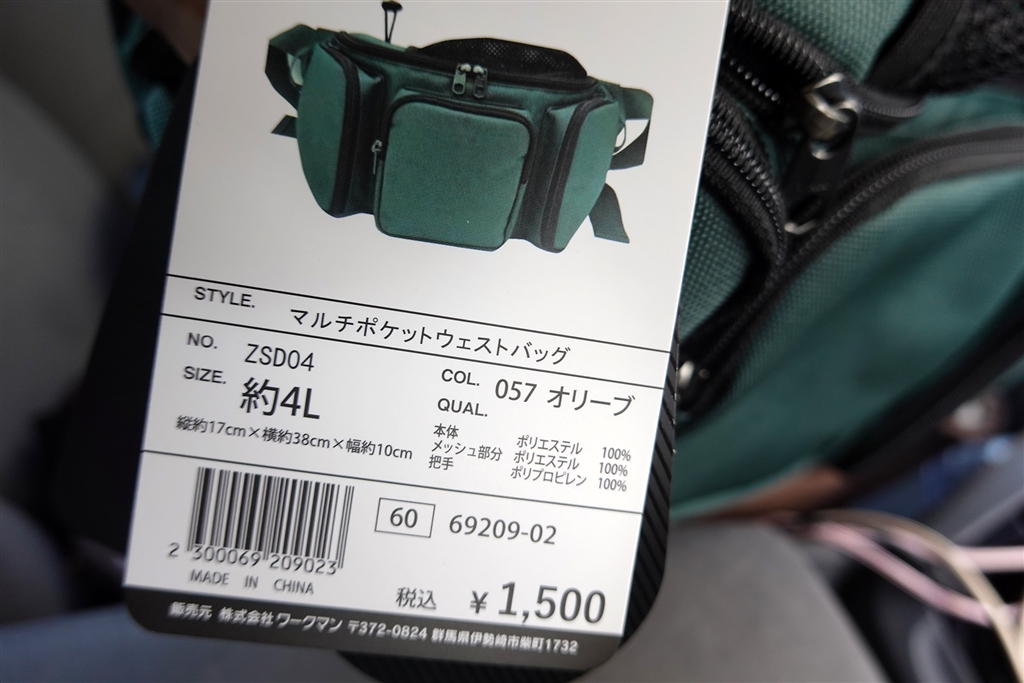 STYLE. マルチポケットウェストバッグ
NO. ZSD04
COL. 057 オリーブ
SIZE. 約4L
縦約17cm×横約38cm×幅約10cm
QUAL.
本体 ポリエステル 100%
メッシュ部分 ポリエステル 100%
把手 ポリプロピレン 100%
60 69209-02
2 300069 209023
MADE IN CHINA
税込 ¥1,500
販売元 株式会社 ワークマン 〒372-0824 群馬県伊勢崎市柴町1732